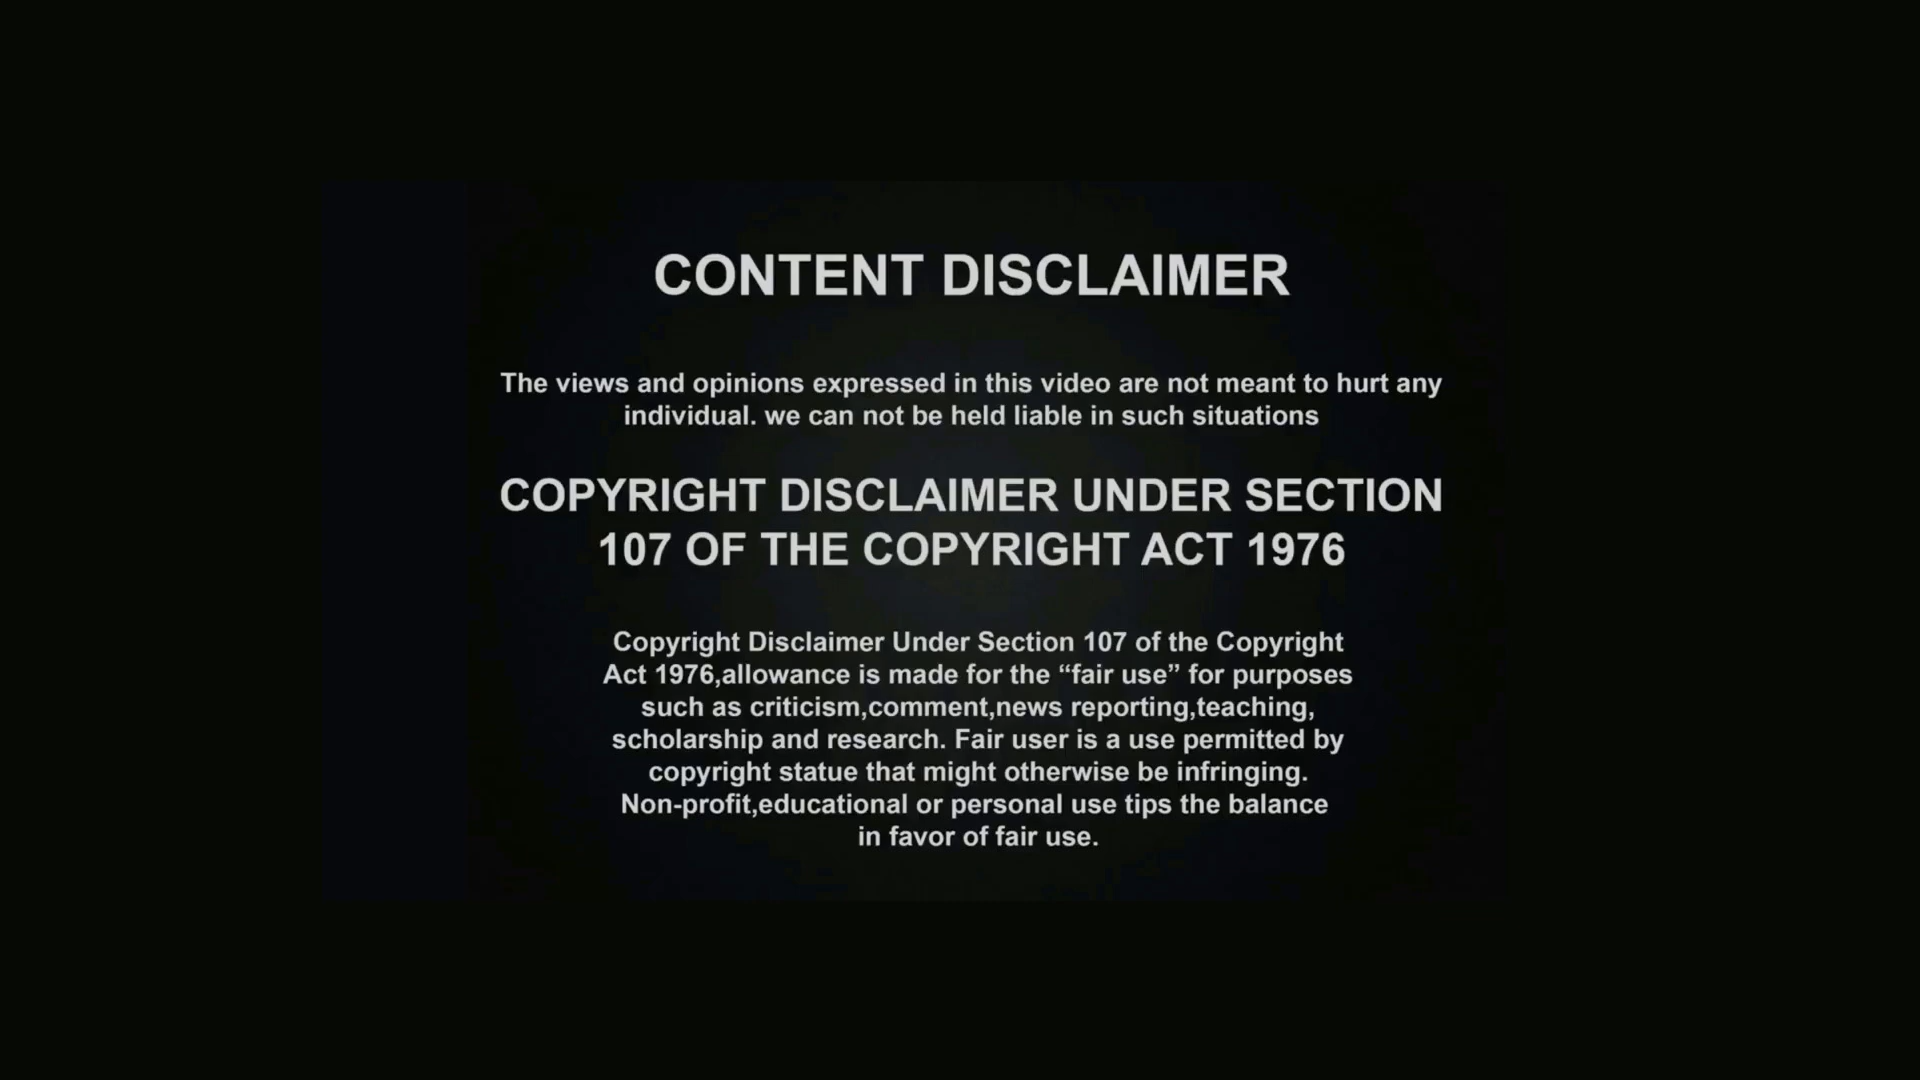 CONTENT DISCLAIMER
The views and opinions expressed in this video are not meant to hurt any
individual. we can not be held liable in such situations
COPYRIGHT DISCLAIMER UNDER SECTION
107 OF THE COPYRIGHT ACT 1976
Copyright Disclaimer Under Section 107 of the Copyright
Act 1976,allowance is made for the “fair use” for purposes
such as criticism,comment,news reporting,teaching,
scholarship and research. Fair user is a use permitted by
copyright statue that might otherwise be infringing.
Non-profit,educational or personal use tips the balance
in favor of fair use.